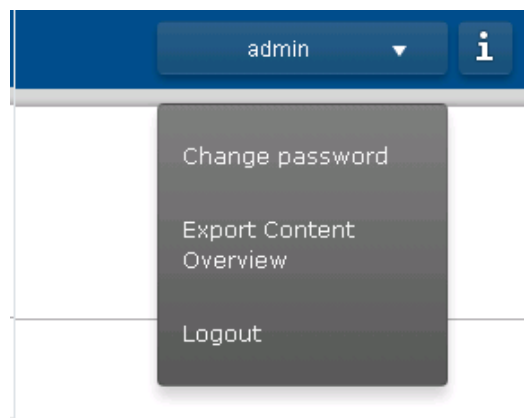 admin
i
Change password
Export Content
Overview
Logout